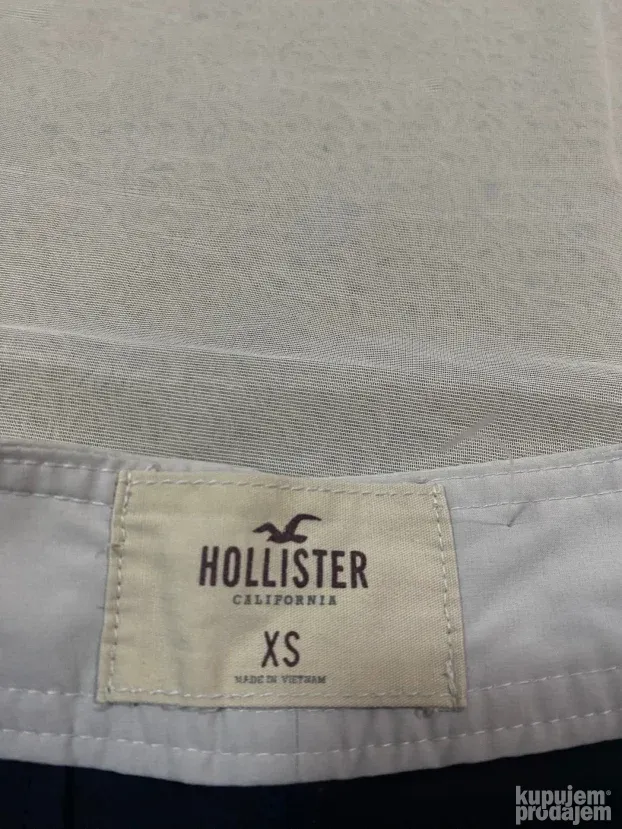 HOLLISTER
CALIFORNIA
XS
MADE IN VIETNAM
kupujem
prodajem